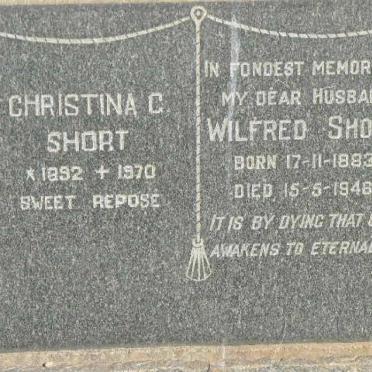 CHRISTINA C.
SHORT
* 1892 + 1970
SWEET REPOSE
IN FONDEST MEMOR
MY DEAR HUSBA
WILFRED SHO
BORN 17-11-1883
DIED 15-5-1946
IT IS BY DYING THAT
AWAKENS TO ETERNA